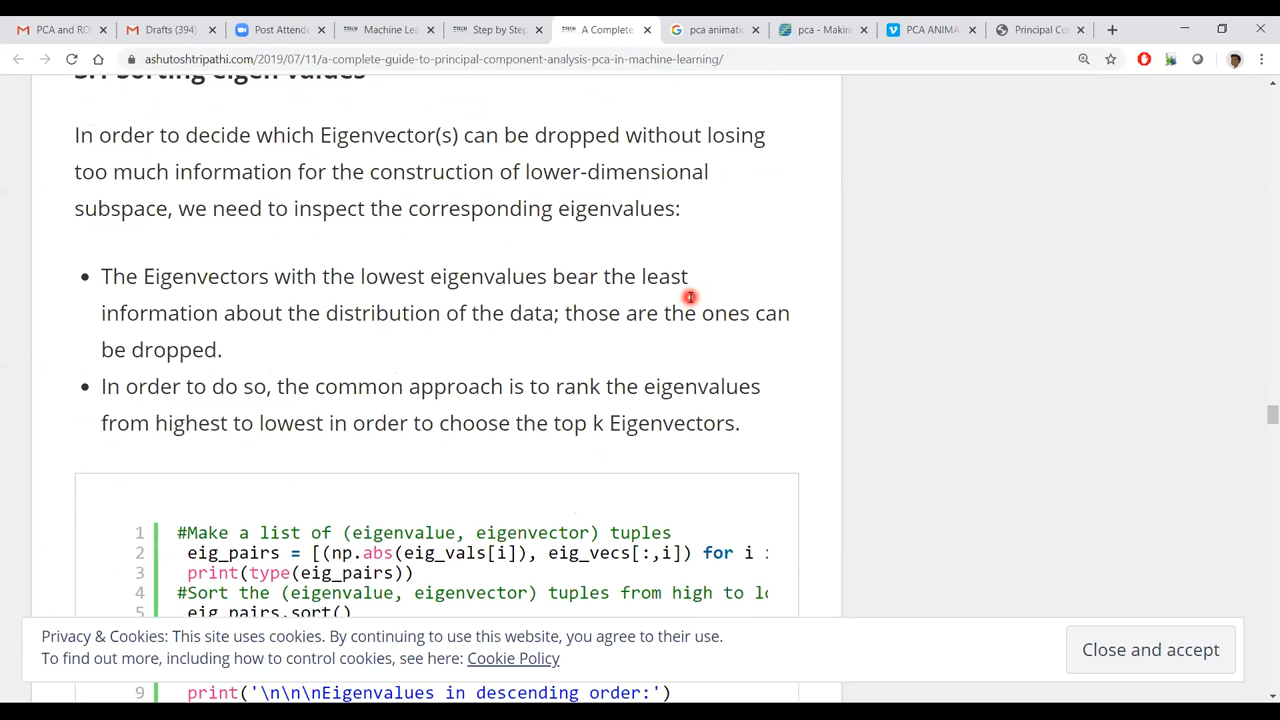 PCA and RO
Drafts (394)
Post Attende
Machine Lea
Step by Step
A Complete
pca animati
pca - Makin
PCA ANIMA
Principal Co
ashutoshtripathi.com/2019/07/11/a-complete-guide-to-principal-component-analysis-pca-in-machine-learning/
Sorting eigen values
In order to decide which Eigenvector(s) can be dropped without losing
too much information for the construction of lower-dimensional
subspace, we need to inspect the corresponding eigenvalues:
• The Eigenvectors with the lowest eigenvalues bear the least
information about the distribution of the data; those are the ones can
be dropped.
• In order to do so, the common approach is to rank the eigenvalues
from highest to lowest in order to choose the top k Eigenvectors.
1 #Make a list of (eigenvalue, eigenvector) tuples
2 eig_pairs = [(np.abs(eig_vals[i]), eig_vecs[:,i]) for i
3 print(type(eig_pairs))
4 #Sort the (eigenvalue, eigenvector) tuples from high to lo
5 eig_pairs.sort()
Privacy & Cookies: This site uses cookies. By continuing to use this website, you agree to their use.
To find out more, including how to control cookies, see here: Cookie Policy
Close and accept
9 print('\n\n\nEigenvalues in descending order:')